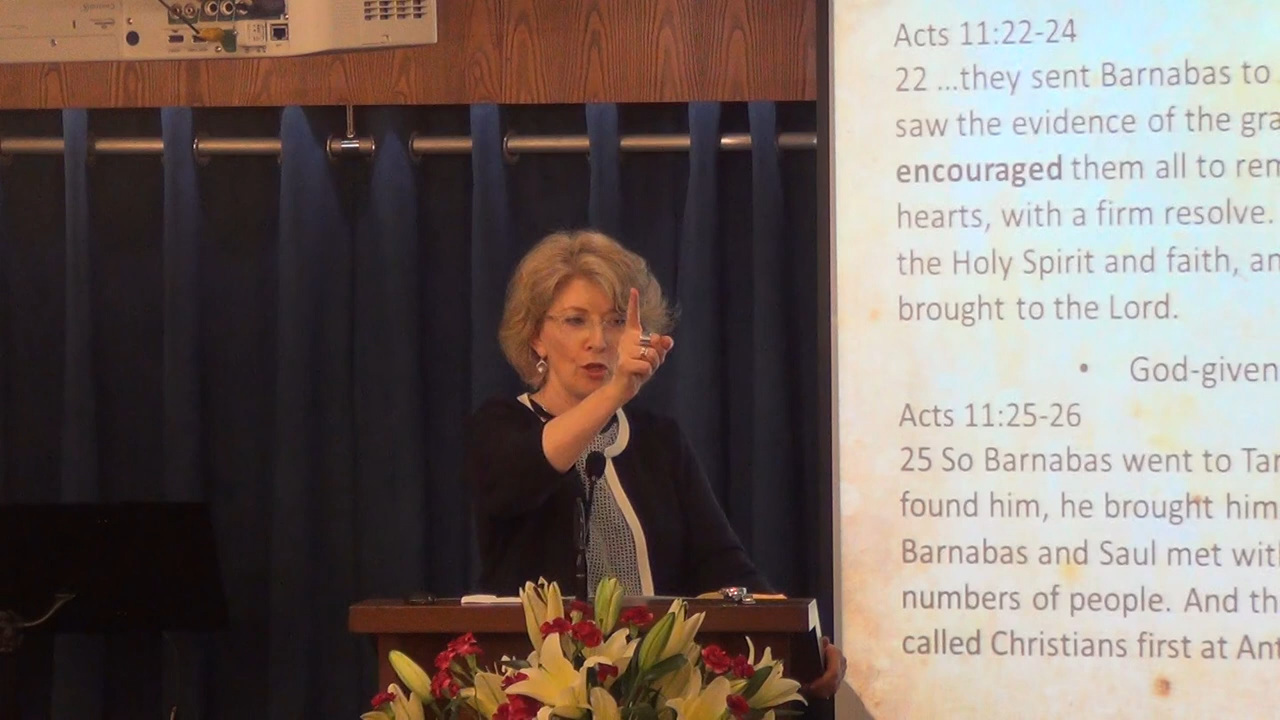 Acts 11:22-24
22 ...they sent Barnabas to
saw the evidence of the gra
encouraged them all to rem
hearts, with a firm resolve.
the Holy Spirit and faith, an
brought to the Lord.
• God-given
Acts 11:25-26
25 So Barnabas went to Tar
found him, he brought him
Barnabas and Saul met with
numbers of people. And th
called Christians first at Ant